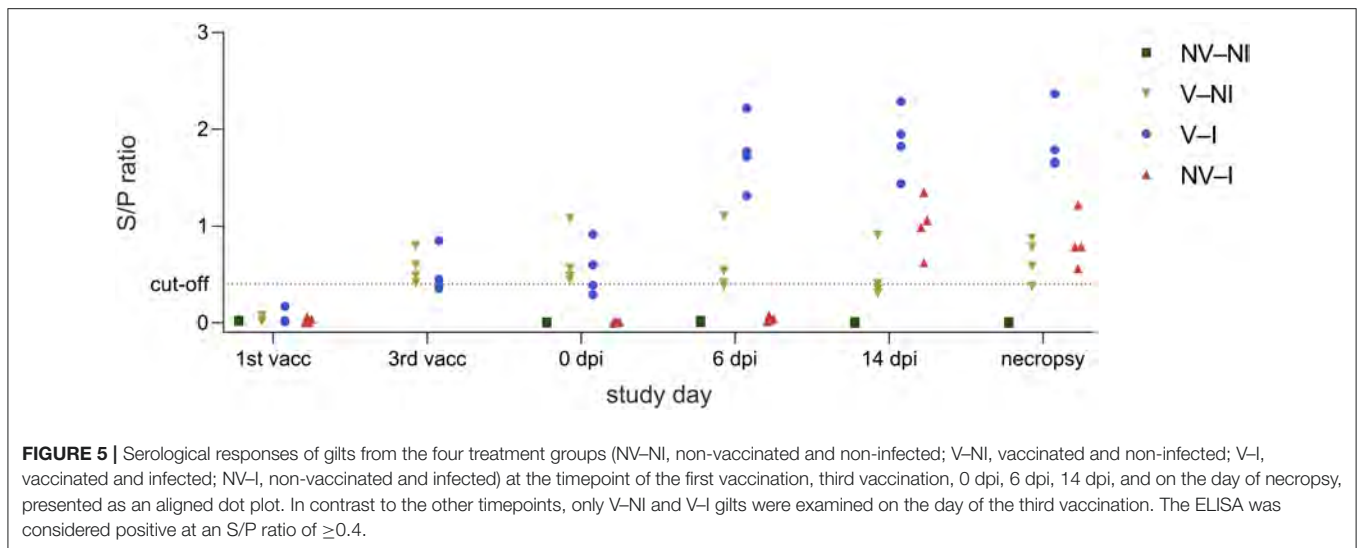 3
2
1
cut-off
0
S/P ratio
1st vacc 3rd vacc 0 dpi 6 dpi 14 dpi necropsy
study day
NV–NI
V–NI
V–I
NV–I
FIGURE 5 | Serological responses of gilts from the four treatment groups (NV–NI, non-vaccinated and non-infected; V–NI, vaccinated and non-infected; V–I,
vaccinated and infected; NV–I, non-vaccinated and infected) at the timepoint of the first vaccination, third vaccination, 0 dpi, 6 dpi, 14 dpi, and on the day of necropsy,
presented as an aligned dot plot. In contrast to the other timepoints, only V–NI and V–I gilts were examined on the day of the third vaccination. The ELISA was
considered positive at an S/P ratio of ≥0.4.